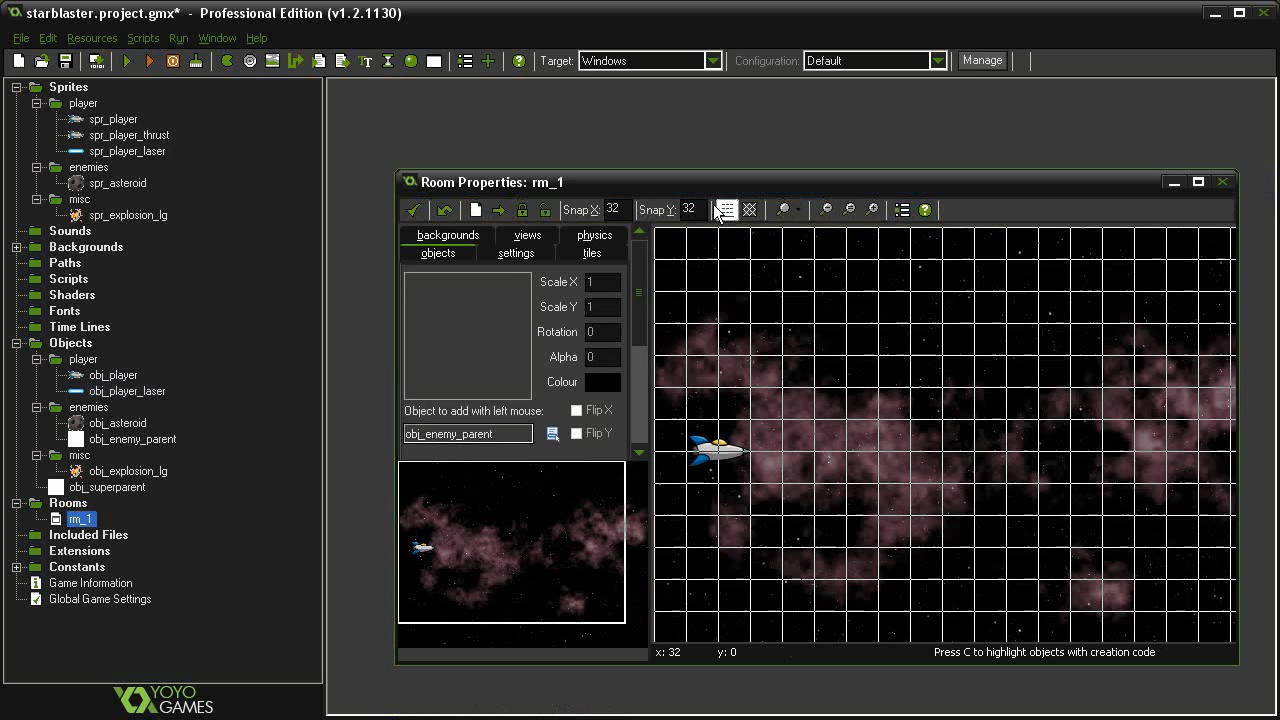 starblaster.project.gmx* - Professional Edition (v1.2.1130)
File Edit Resources Scripts Run Window Help
Target: Windows Configuration: Default Manage
Sprites
player
spr_player
spr_player_thrust
spr_player_laser
enemies
spr_asteroid
misc
spr_explosion_lg
Sounds
Backgrounds
Paths
Scripts
Shaders
Fonts
Time Lines
Objects
player
obj_player
obj_player_laser
enemies
obj_asteroid
obj_enemy_parent
misc
obj_explosion_lg
obj_superparent
Rooms
rm_1
Included Files
Extensions
Constants
Game Information
Global Game Settings
YOYO
GAMES
Room Properties: rm_1
Snap X: 32 Snap Y: 32
backgrounds views physics
objects settings tiles
Scale X 1
Scale Y 1
Rotation 0
Alpha 0
Colour
Object to add with left mouse: Flip X
obj_enemy_parent Flip Y
x: 32 y: 0 Press C to highlight objects with creation code